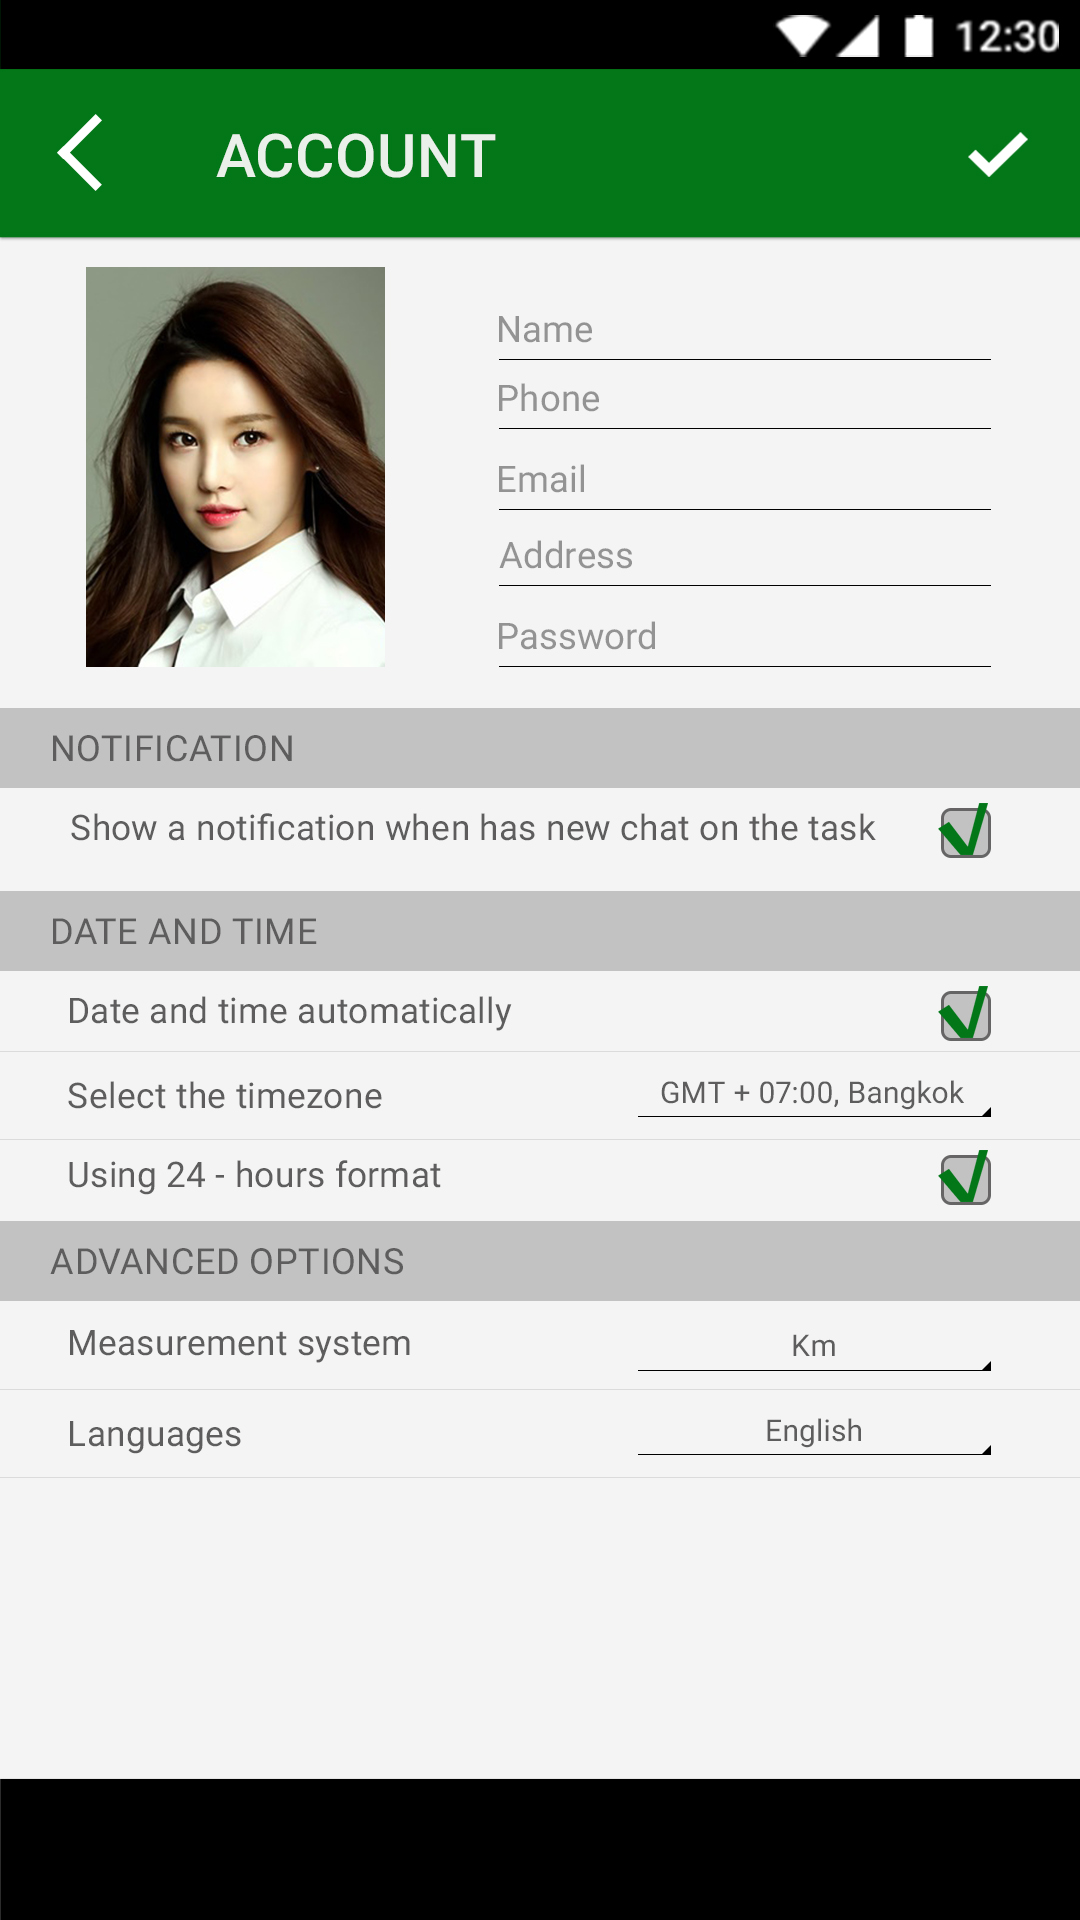 12:30
ACCOUNT
Name
Phone
Email
Address
Password
NOTIFICATION
Show a notification when has new chat on the task
DATE AND TIME
Date and time automatically
Select the timezone
GMT + 07:00, Bangkok
Using 24 - hours format
ADVANCED OPTIONS
Measurement system
Km
Languages
English